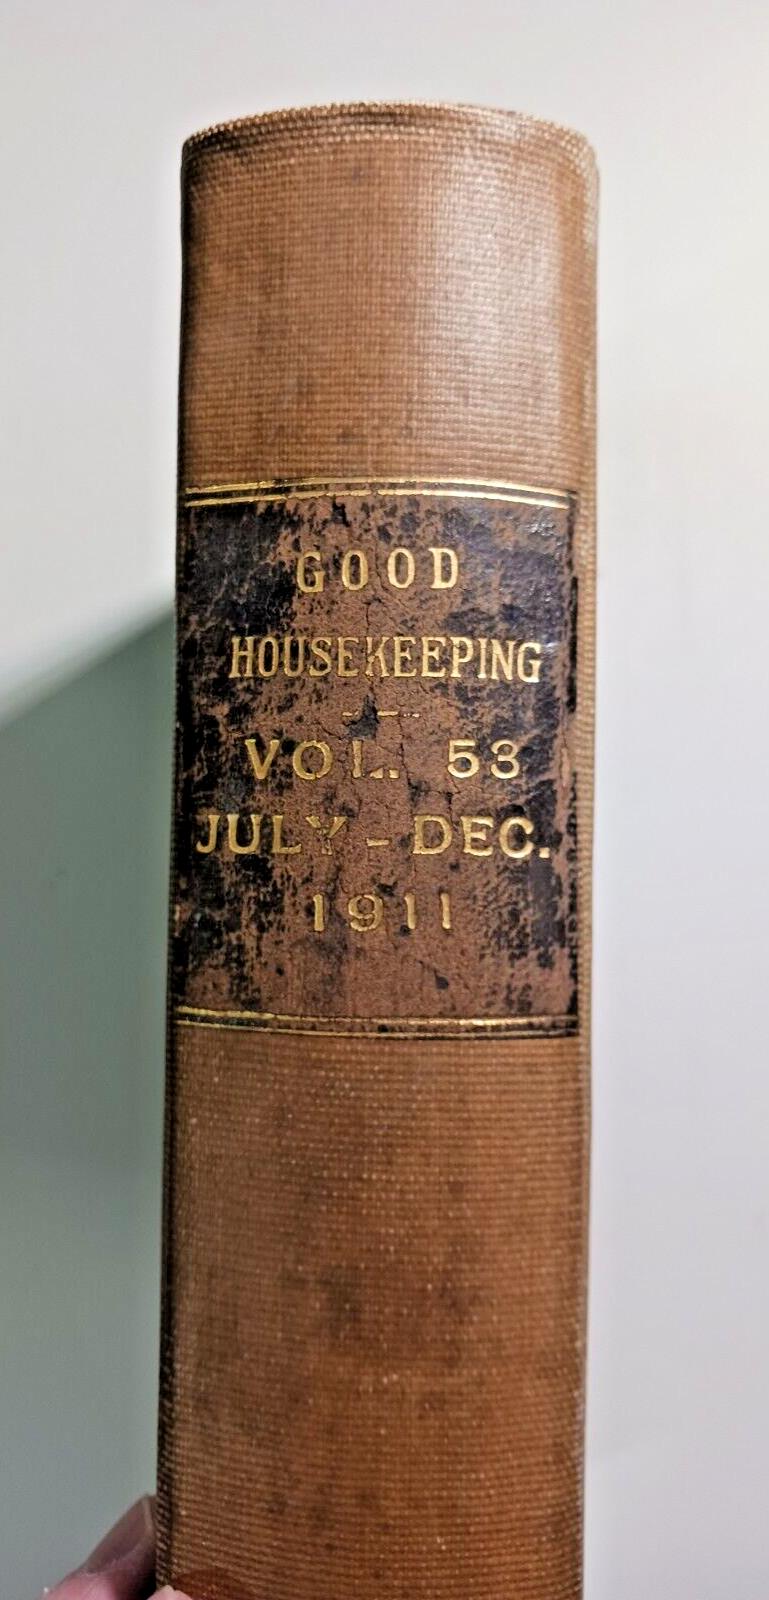 GOOD
HOUSEKEEPING
VOL. 53
JULY - DEC.
1911